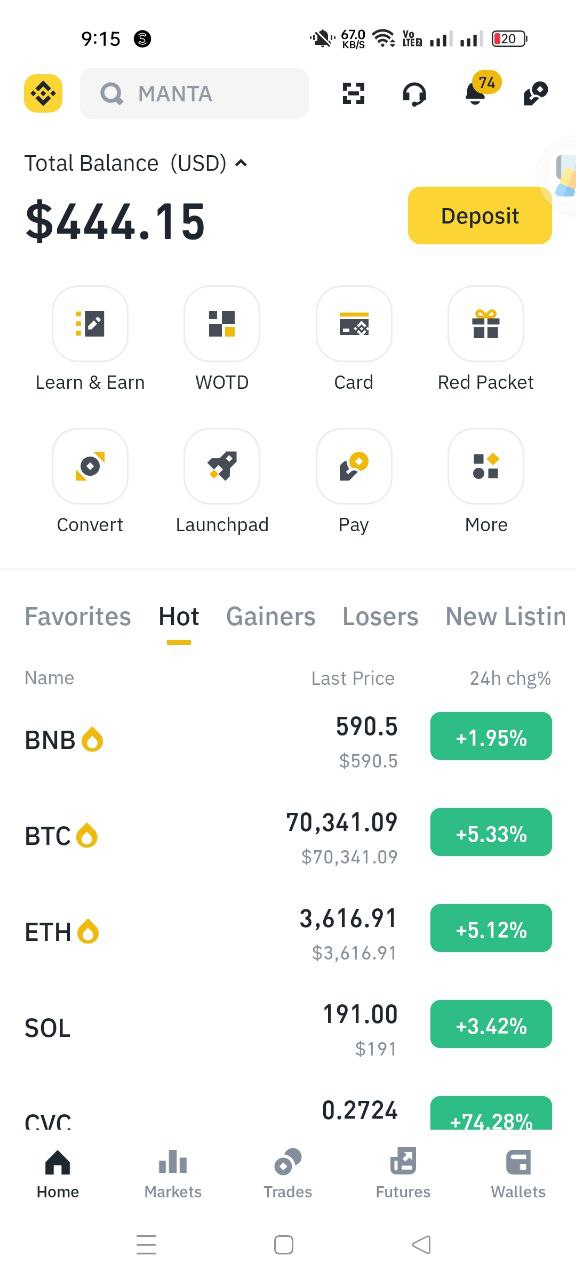 9:15 67.0 KB/S Vo LTE2 20
MANTA 74
Total Balance (USD)
$444.15
Deposit
Learn & Earn WOTD Card Red Packet
Convert Launchpad Pay More
Favorites Hot Gainers Losers New Listin
Name Last Price 24h chg%
BNB 590.5 +1.95%
$590.5
BTC 70,341.09 +5.33%
$70,341.09
ETH 3,616.91 +5.12%
$3,616.91
SOL 191.00 +3.42%
$191
CVC 0.2724 +74.28%
Home Markets Trades Futures Wallets